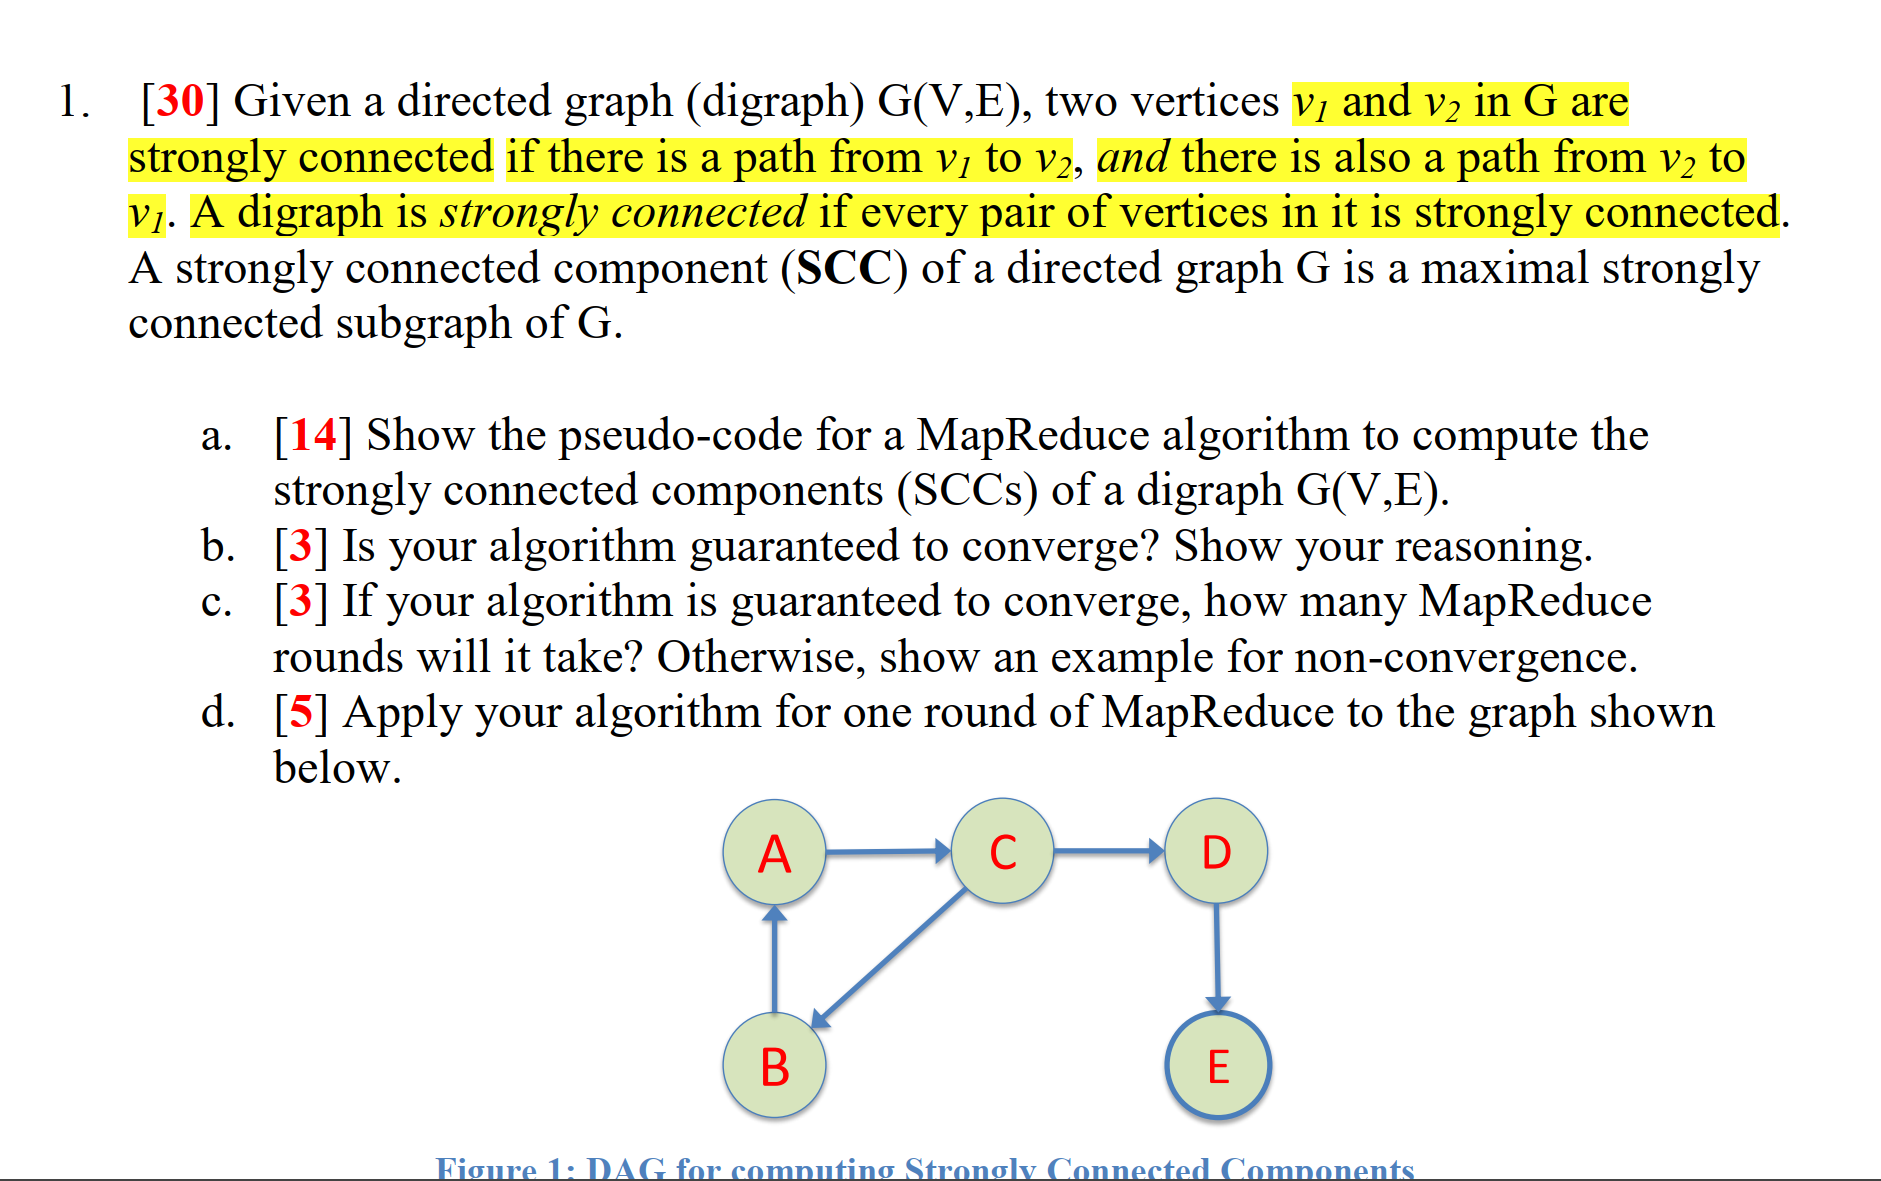 1. [30] Given a directed graph (digraph) G(V,E), two vertices v1 and v2 in G are
strongly connected if there is a path from v1 to v2, and there is also a path from v2 to
v1. A digraph is strongly connected if every pair of vertices in it is strongly connected.
A strongly connected component (SCC) of a directed graph G is a maximal strongly
connected subgraph of G.
a. [14] Show the pseudo-code for a MapReduce algorithm to compute the
strongly connected components (SCCs) of a digraph G(V,E).
b. [3] Is your algorithm guaranteed to converge? Show your reasoning.
c. [3] If your algorithm is guaranteed to converge, how many MapReduce
rounds will it take? Otherwise, show an example for non-convergence.
d. [5] Apply your algorithm for one round of MapReduce to the graph shown
below.
A C D
B E
Figure 1: DAG for computing Strongly Connected Components